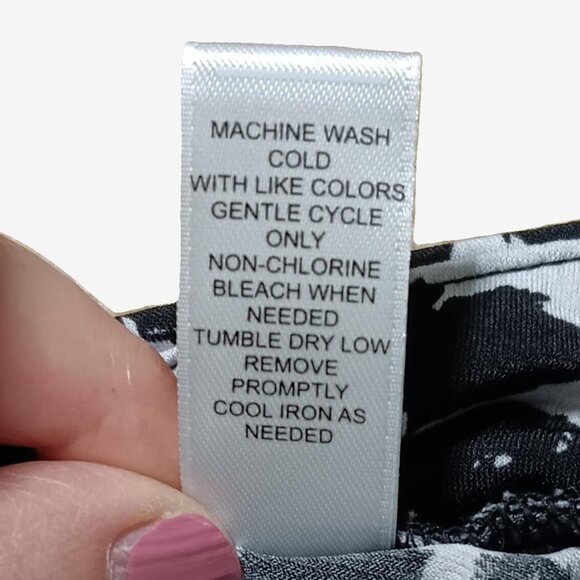 MACHINE WASH
COLD
WITH LIKE COLORS
GENTLE CYCLE
ONLY
NON-CHLORINE
BLEACH WHEN
NEEDED
TUMBLE DRY LOW
REMOVE
PROMPTLY
COOL IRON AS
NEEDED